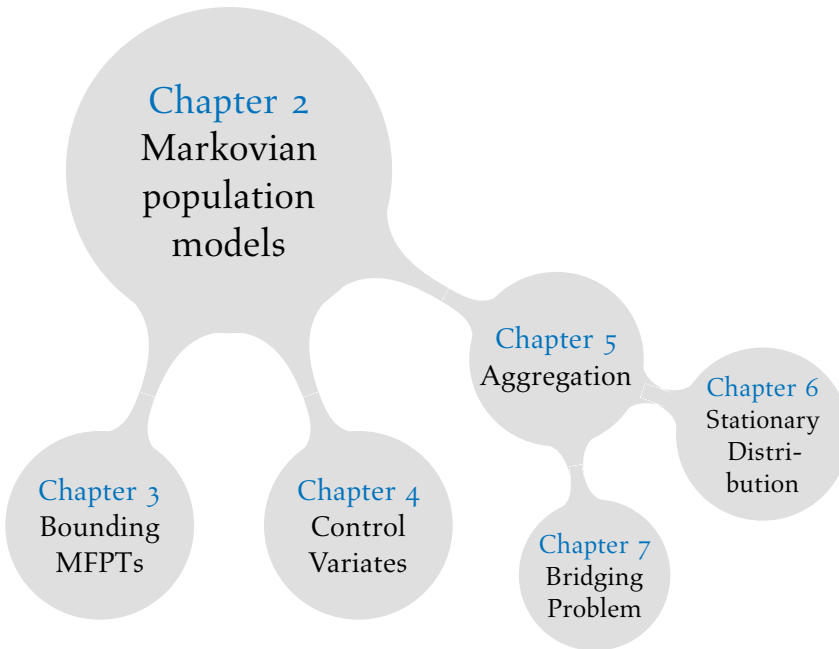 Chapter 2
Markovian
population
models
Chapter 5
Aggregation
Chapter 6
Stationary
Distri-
bution
Chapter 3
Bounding
MFPTs
Chapter 4
Control
Variates
Chapter 7
Bridging
Problem